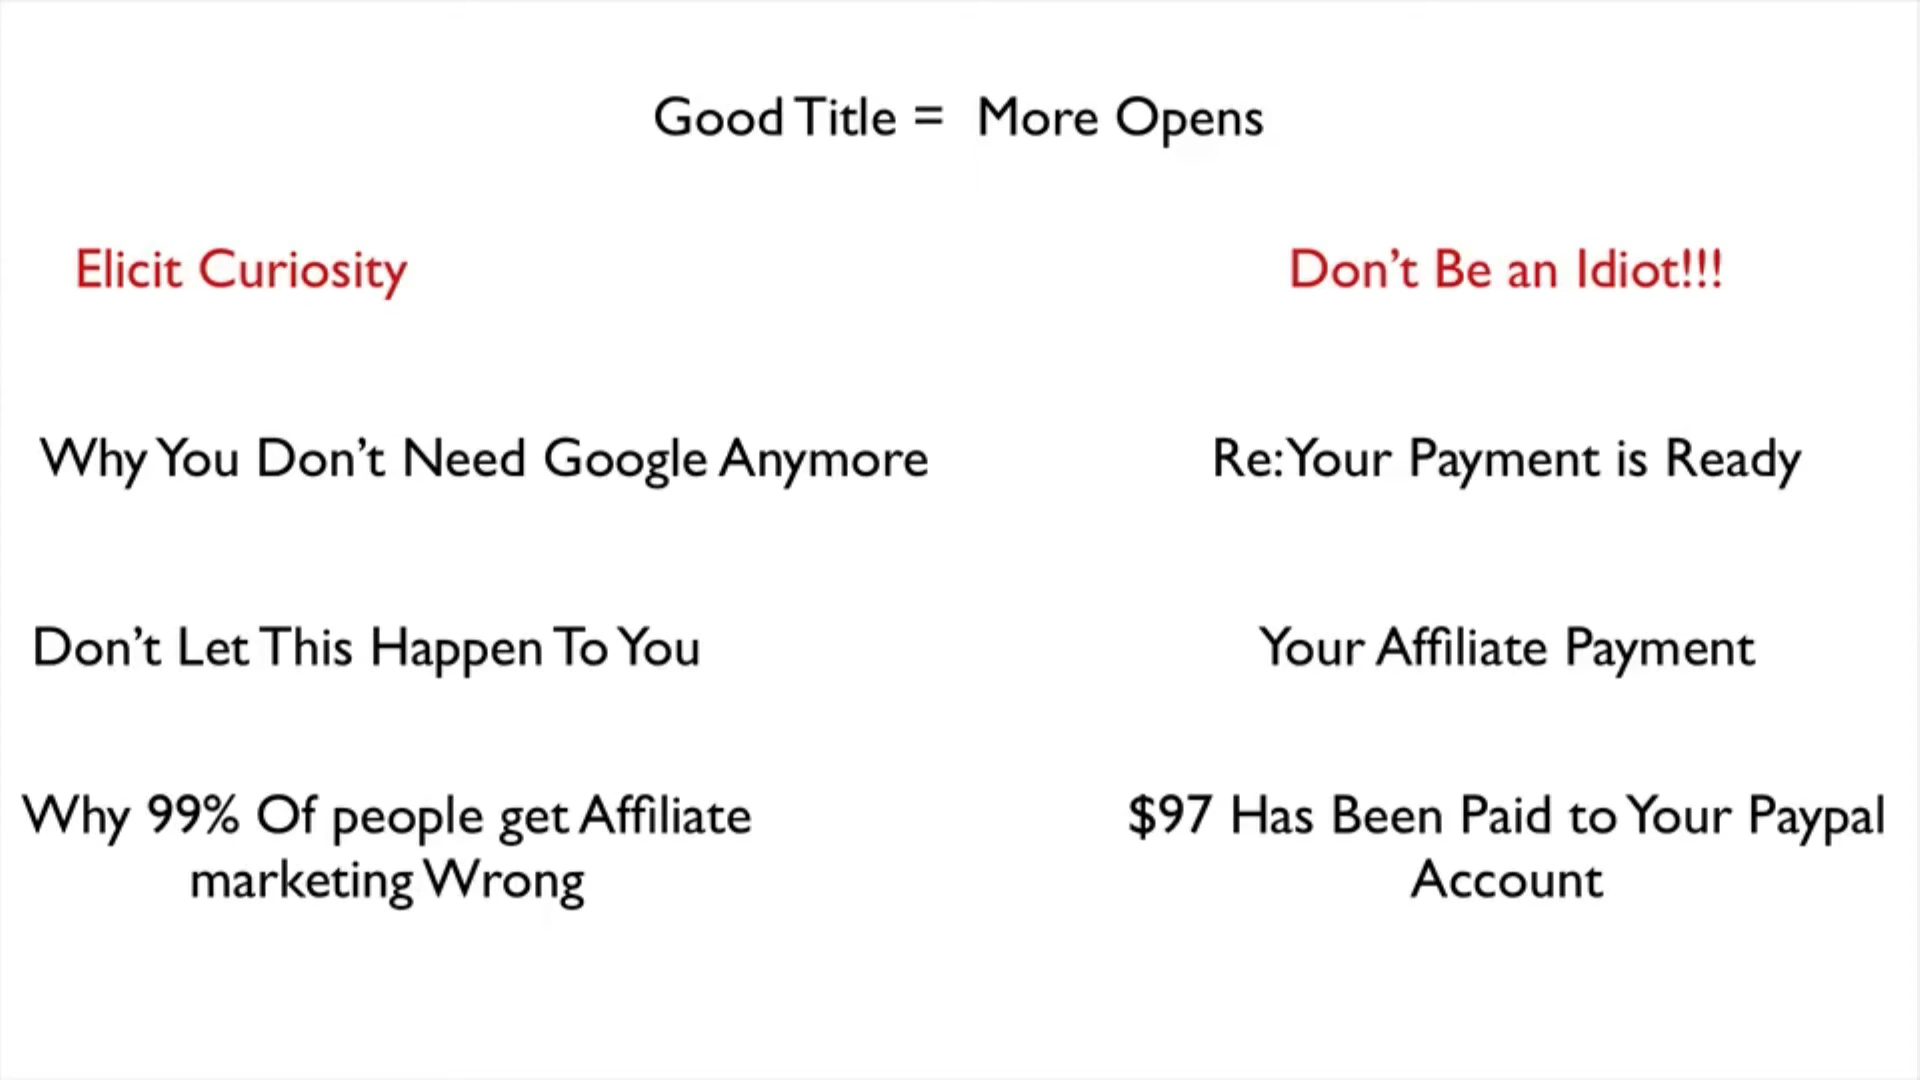 Good Title = More Opens
Elicit Curiosity
Don't Be an Idiot!!!
Why You Don't Need Google Anymore
Re:Your Payment is Ready
Don't Let This Happen To You
Your Affiliate Payment
Why 99% Of people get Affiliate
marketing Wrong
$97 Has Been Paid to Your Paypal
Account